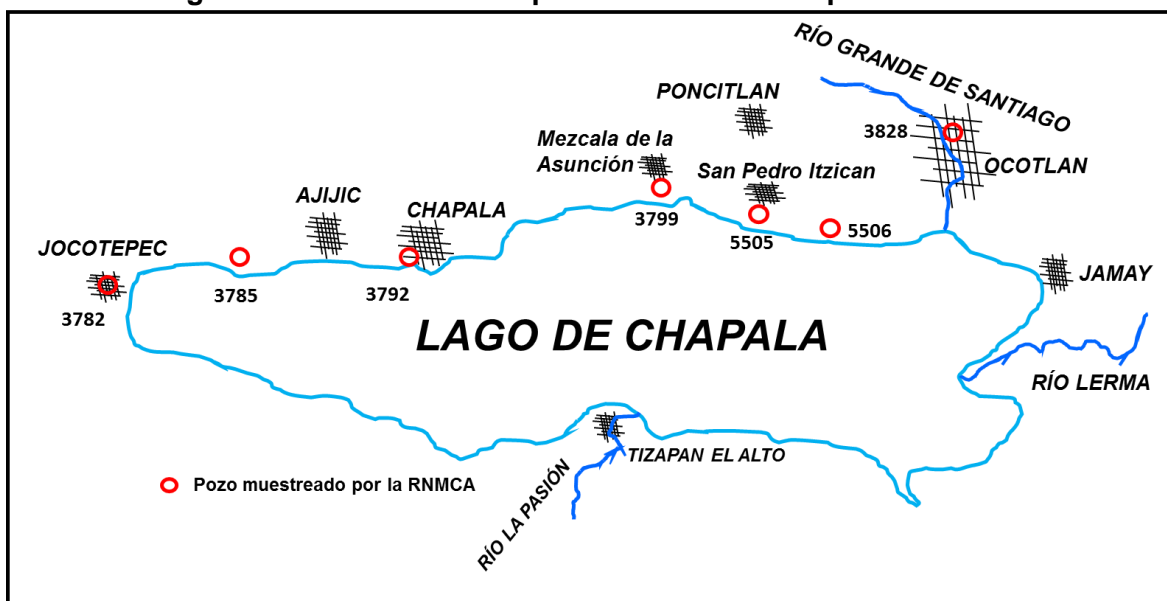 RÍO GRANDE DE SANTIAGO
PONCITLAN
3828
Mezcala de la
Asunción
San Pedro Itzican
OCOTLAN
AJIJIC
CHAPALA
3799
5505
5506
JOCOTEPEC
3785
3792
JAMAY
3782
LAGO DE CHAPALA
RÍO LERMA
TIZAPAN EL ALTO
Pozo muestreado por la RNMCA
RÍO LA PASIÓN